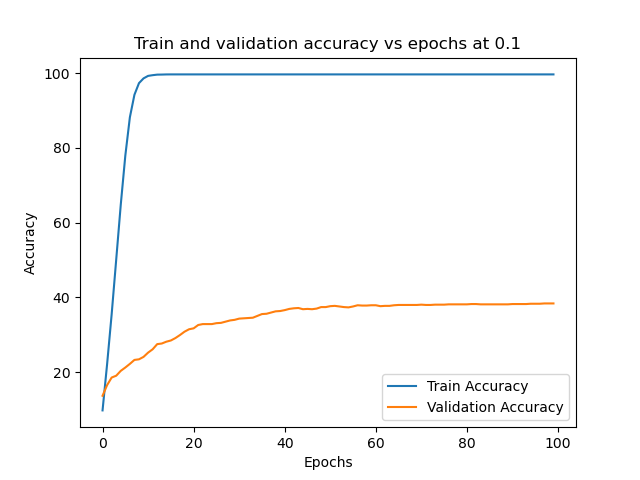 Train and validation accuracy vs epochs at 0.1
Accuracy
100
80
60
40
20
0
20
40
60
80
100
Epochs
Train Accuracy
Validation Accuracy